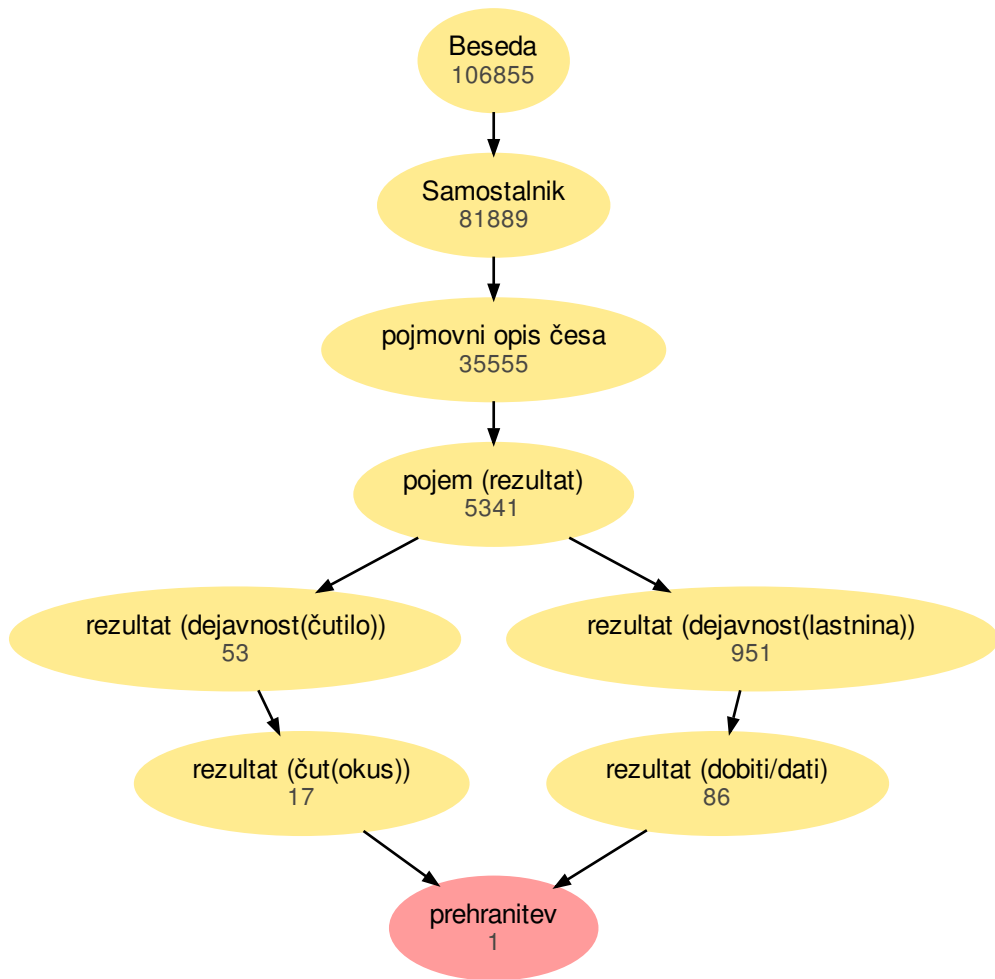 Beseda
106855
Samostalnik
81889
pojmovni opis česa
35555
pojem (rezultat)
5341
rezultat (dejavnost(čutilo))
53
rezultat (dejavnost(lastnina))
951
rezultat (čut(okus))
17
rezultat (dobiti/dati)
86
prehranitev
1